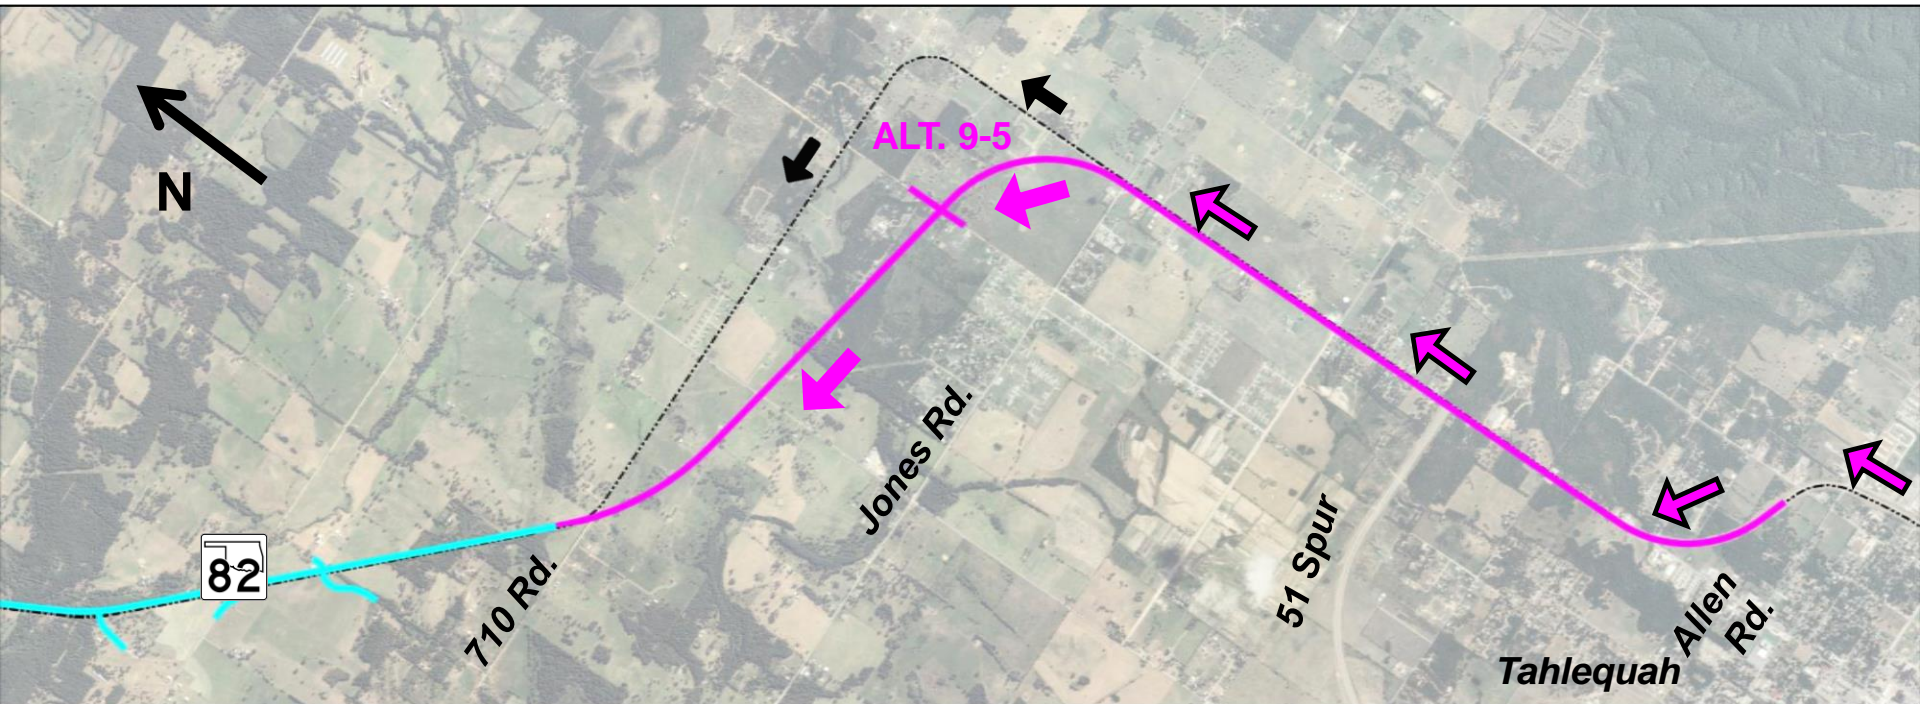 N
ALT. 9-5
Jones Rd.
82
710 Rd.
51 Spur
Allen
Rd.
Tahlequah